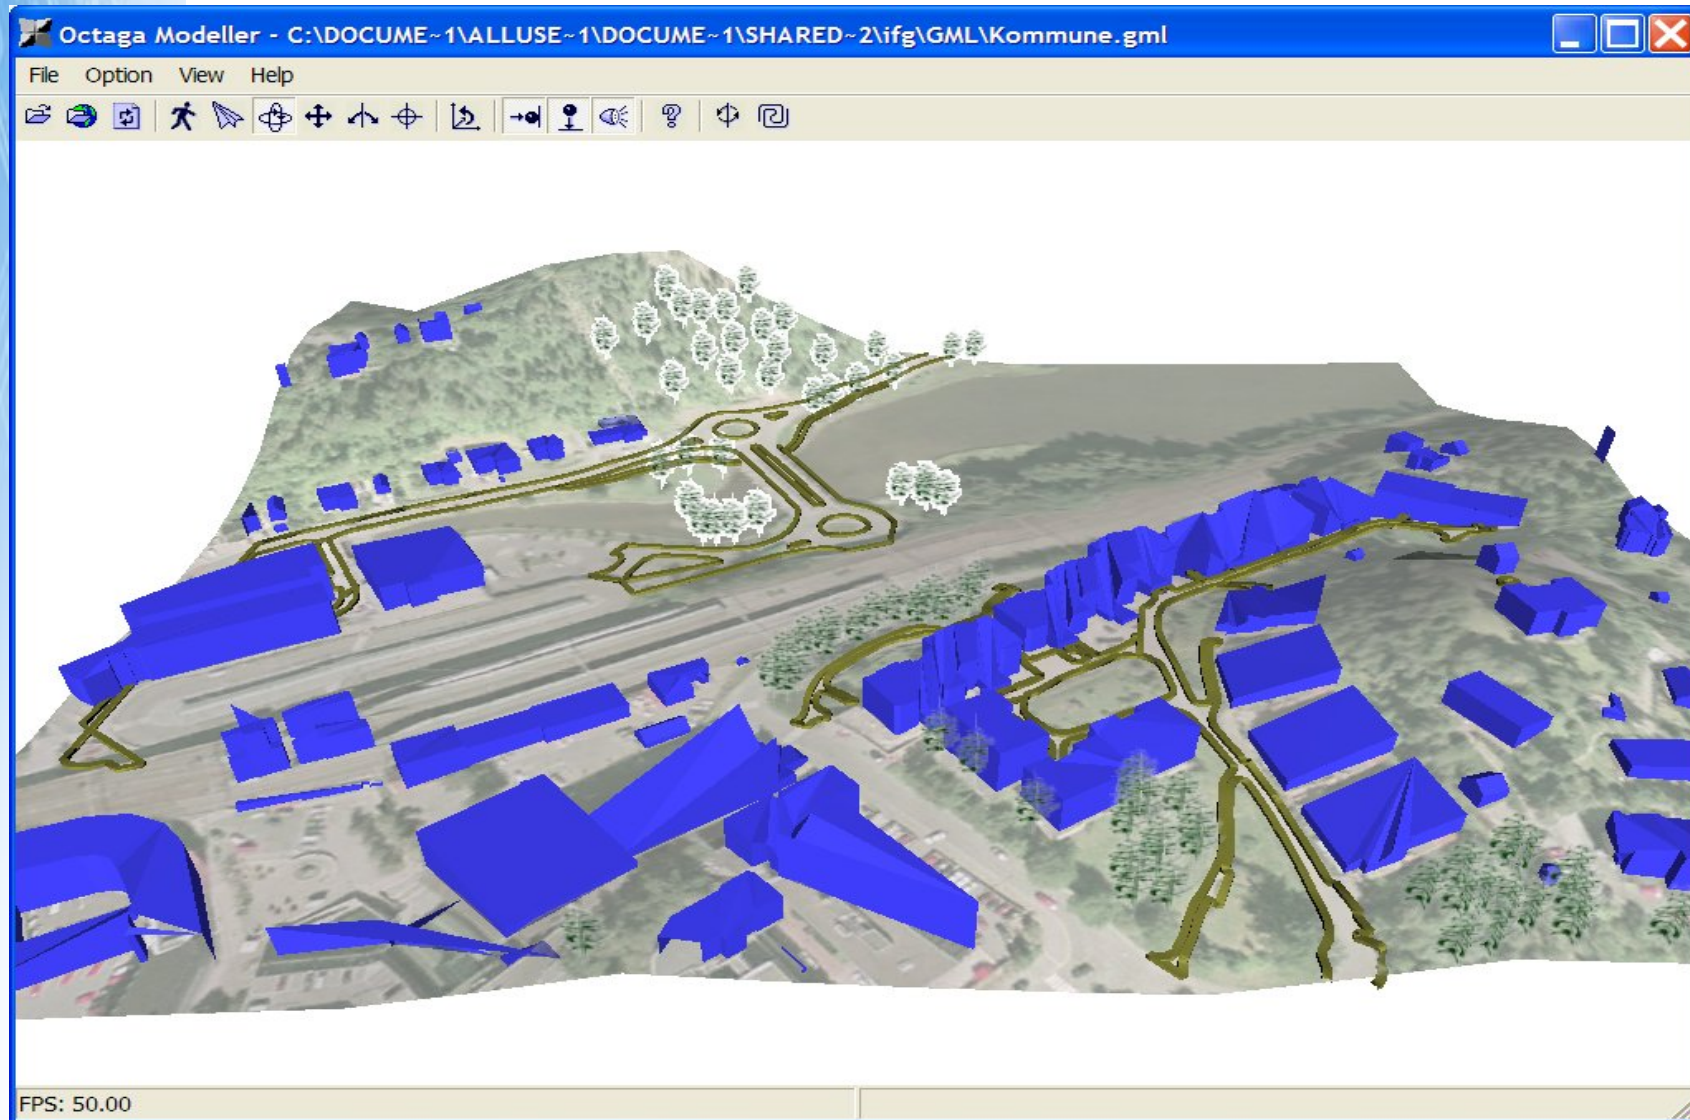 Octaga Modeller - C:\DOCUME~1\ALLUSE~1\DOCUME~1\SHARED~2\ifg\GML\Kommune.gml
File Option View Help
FPS: 50.00